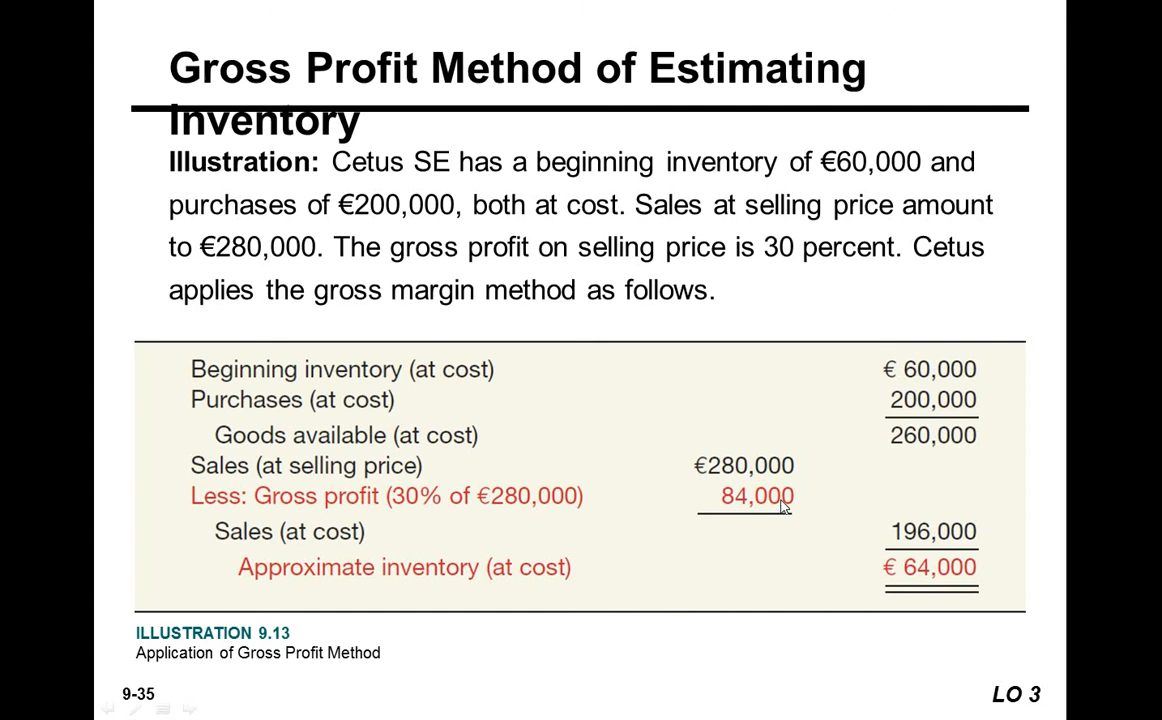 Gross Profit Method of Estimating
Inventory
Illustration: Cetus SE has a beginning inventory of €60,000 and
purchases of €200,000, both at cost. Sales at selling price amount
to €280,000. The gross profit on selling price is 30 percent. Cetus
applies the gross margin method as follows.
Beginning inventory (at cost) € 60,000
Purchases (at cost) 200,000
Goods available (at cost) 260,000
Sales (at selling price) €280,000
Less: Gross profit (30% of €280,000) 84,000
Sales (at cost) 196,000
Approximate inventory (at cost) € 64,000
ILLUSTRATION 9.13
Application of Gross Profit Method
9-35 LO 3